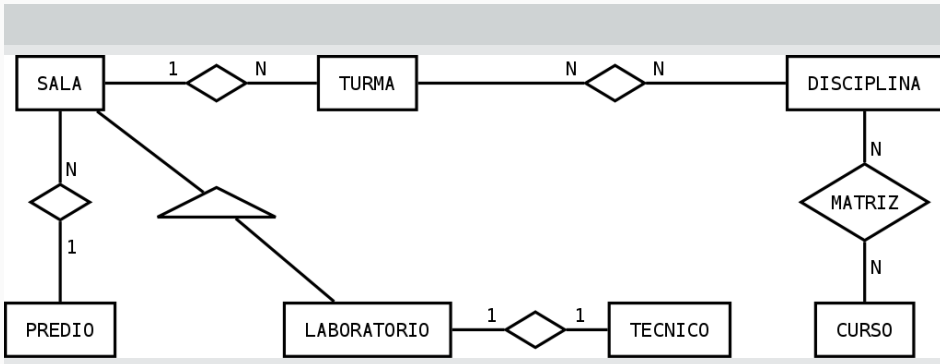 1 N N N
SALA TURMA DISCIPLINA
N N
MATRIZ
1 N
1 1
PREDIO LABORATORIO TECNICO CURSO